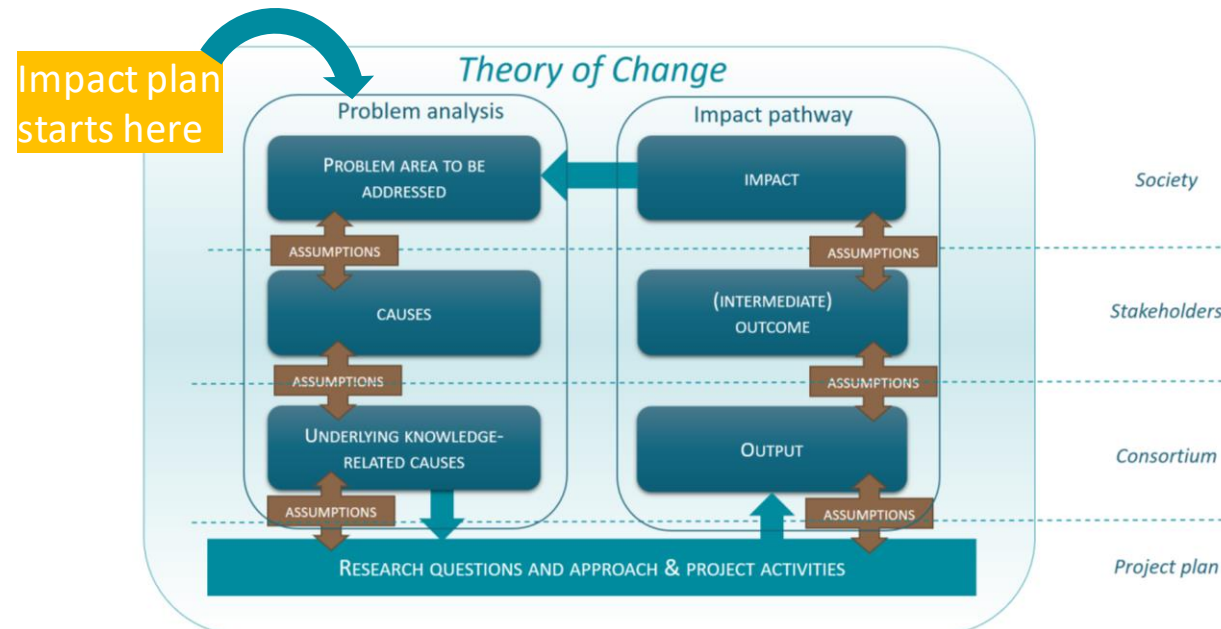 Impact plan
starts here
Theory of Change
Problem analysis
Impact pathway
PROBLEM AREA TO BE
ADDRESSED
IMPACT
Society
ASSUMPTIONS
ASSUMPTIONS
CAUSES
(INTERMEDIATE)
OUTCOME
Stakeholders
ASSUMPTIONS
ASSUMPTIONS
UNDERLYING KNOWLEDGE-
RELATED CAUSES
OUTPUT
Consortium
ASSUMPTIONS
ASSUMPTIONS
RESEARCH QUESTIONS AND APPROACH & PROJECT ACTIVITIES
Project plan